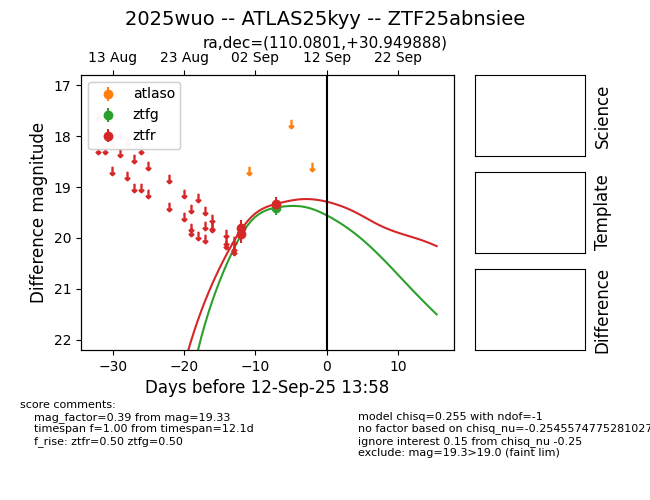 2025wuo -- ATLAS25kyy -- ZTF25abnsiee
ra,dec=(110.0801,+30.949888)
13 Aug 23 Aug 02 Sep 12 Sep 22 Sep
17
18
19
20
21
22
Difference magnitude
atlaso
ztfg
ztfr
−30 −20 −10 0 10
Days before 12-Sep-25 13:58
Science
Template
Difference
score comments:
mag_factor=0.39 from mag=19.33
timespan f=1.00 from timespan=12.1d
f_rise: ztfr=0.50 ztfg=0.50
model chisq=0.255 with ndof=-1
no factor based on chisq_nu=-0.2545574775281027
ignore interest 0.15 from chisq_nu -0.25
exclude: mag=19.3>19.0 (faint lim)